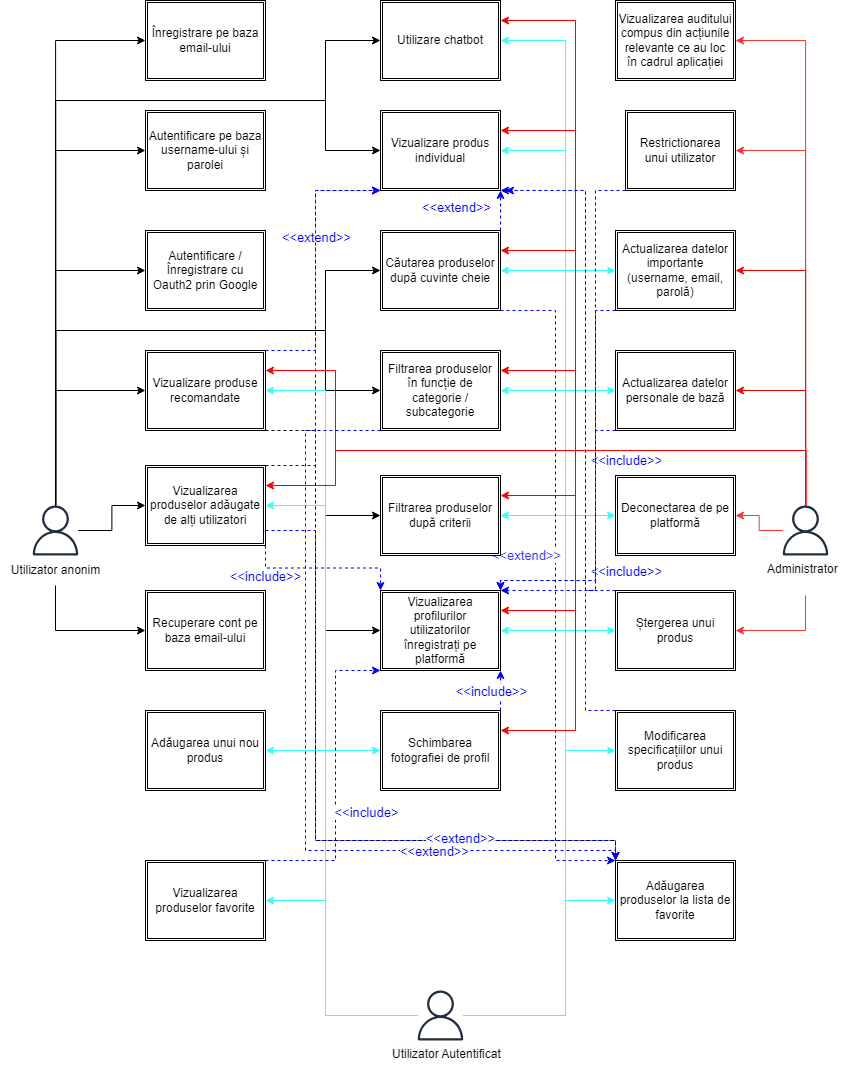 Înregistrare pe baza
email-ului
Utilizare chatbot
Vizualizarea auditului
compus din acțiunile
relevante ce au loc
în cadrul aplicației
Autentificare pe baza
username-ului și
parolei
Vizualizare produs
individual
Restrictionarea
unui utilizator
<<extend>>
<<extend>>
Autentificare /
Înregistrare cu
Oauth2 prin Google
Căutarea produselor
după cuvinte cheie
Actualizarea datelor
importante
(username, email,
parolă)
Vizualizare produse
recomandate
Filtrarea produselor
în funcție de
categorie /
subcategorie
Actualizarea datelor
personale de bază
<<include>>
Vizualizarea
produselor adăugate
de alți utilizatori
Filtrarea produselor
după criterii
Deconectarea de pe
platformă
Utilizator anonim
Administrator
<<extend>>
<<include>>
<<include>>
Recuperare cont pe
baza email-ului
Vizualizarea
profilurilor
utilizatorilor
înregistrați pe
platformă
Ștergerea unui
produs
<<include>>
Adăugarea unui nou
produs
Schimbarea
fotografiei de profil
Modificarea
specificațiilor unui
produs
<<include>
<<extend>>
<<extend>>
Vizualizarea
produselor favorite
Adăugarea
produselor la lista de
favorite
Utilizator Autentificat